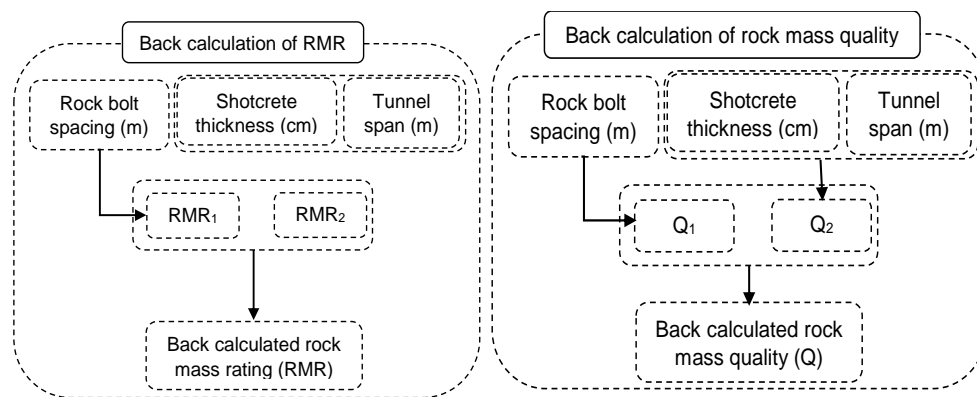 Back calculation of RMR
Rock bolt
spacing (m)
Shotcrete
thickness (cm)
Tunnel
span (m)
RMR₁
RMR₂
Back calculated rock
mass rating (RMR)
Back calculation of rock mass quality
Rock bolt
spacing (m)
Shotcrete
thickness (cm)
Tunnel
span (m)
Q₁
Q₂
Back calculated rock
mass quality (Q)